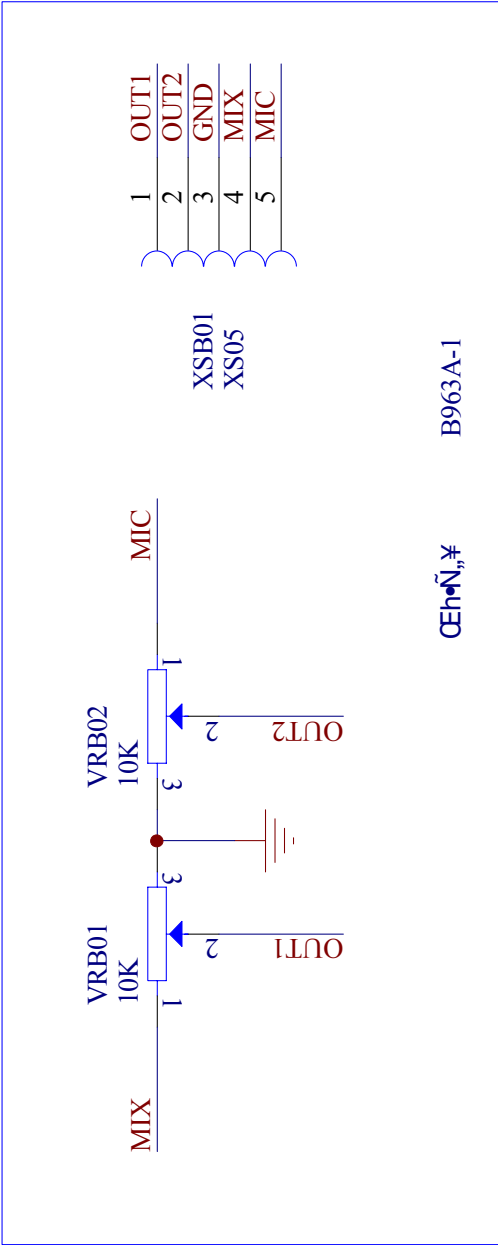 VRB01
10K
MIX
1
3
2
OUT1
VRB02
10K
3
1
2
OUT2
MIC
XSB01
XS05
1 OUT1
2 OUT2
3 GND
4 MIX
5 MIC
B963A-1